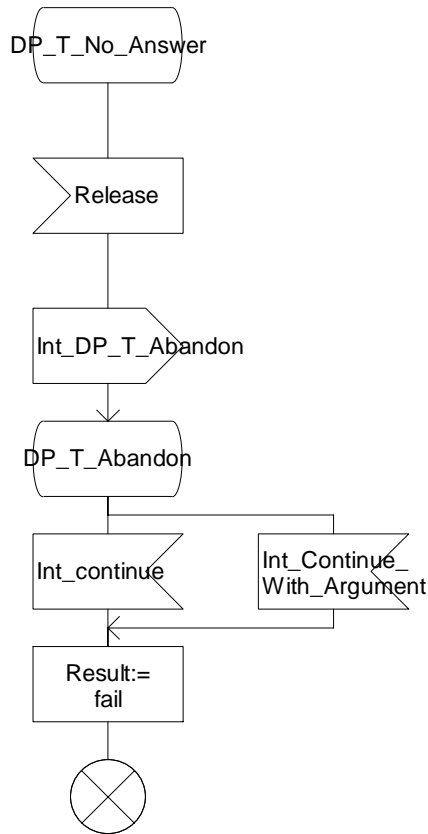 DP_T_No_Answer
Release
Int_DP_T_Abandon
DP_T_Abandon
Int_continue
Int_Continue_
With_Argument
Result:=
fail